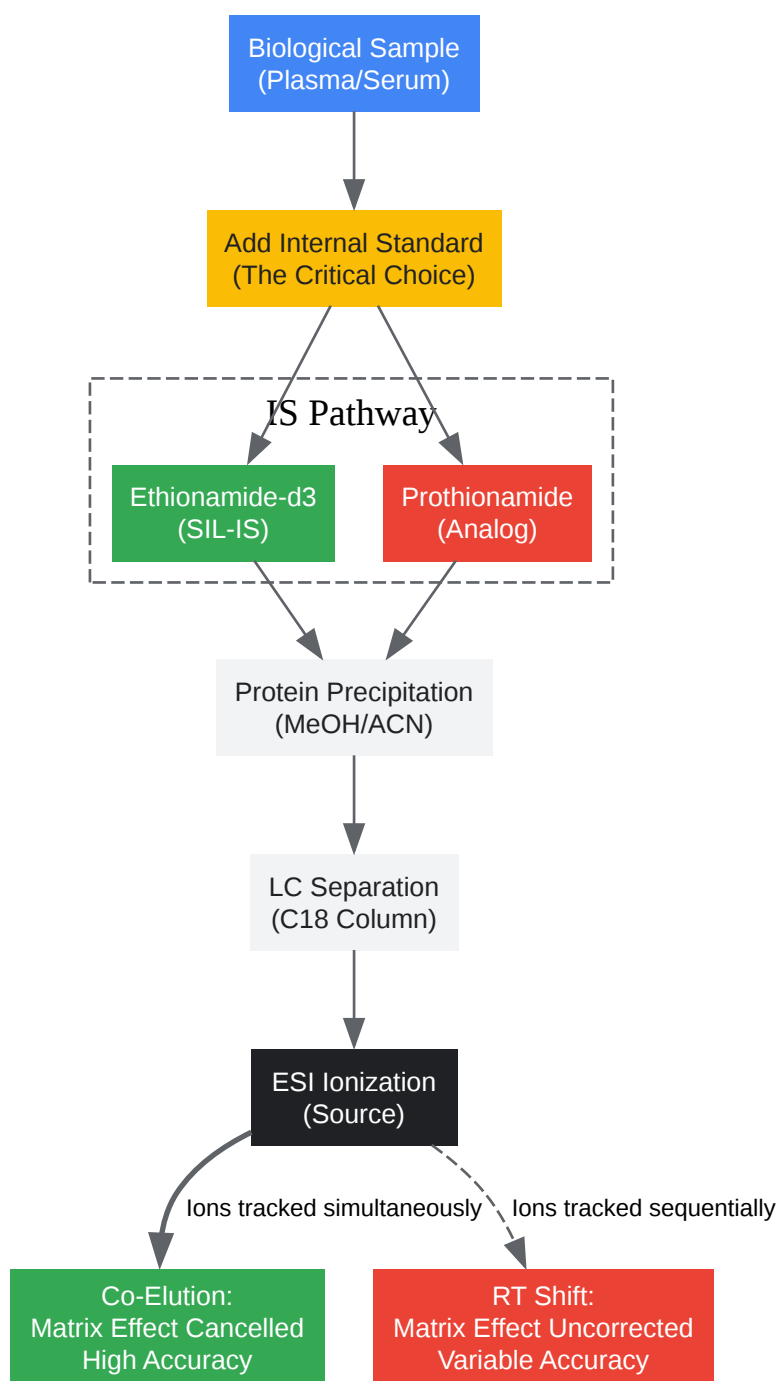 Biological Sample
(Plasma/Serum)
Add Internal Standard
(The Critical Choice)
IS Pathway
Ethionamide-d3
(SIL-IS)
Prothionamide
(Analog)
Protein Precipitation
(MeOH/ACN)
LC Separation
(C18 Column)
ESI Ionization
(Source)
Ions tracked simultaneously
Ions tracked sequentially
Co-Elution:
Matrix Effect Cancelled
High Accuracy
RT Shift:
Matrix Effect Uncorrected
Variable Accuracy